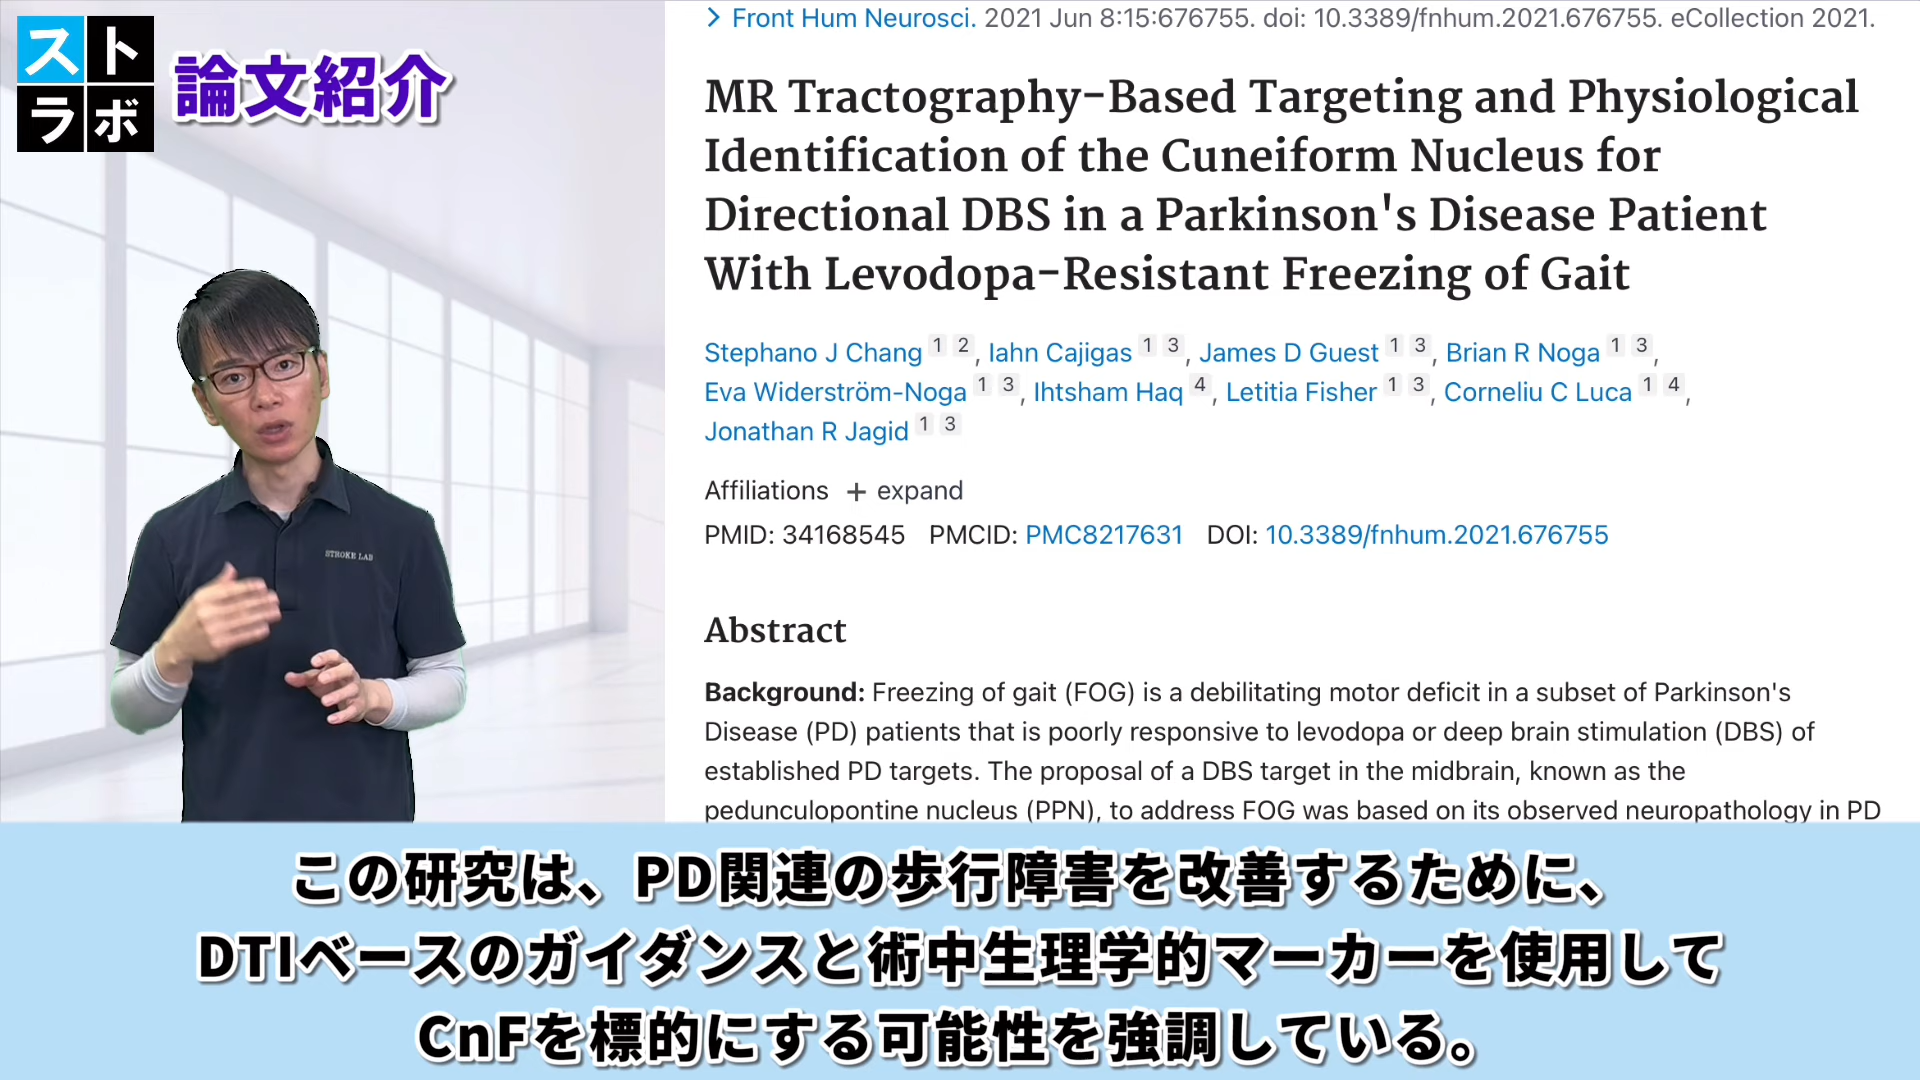 スト
ラボ
論文紹介
Front Hum Neurosci. 2021 Jun 8:15:676755. doi: 10.3389/fnhum.2021.676755. eCollection 2021.
MR Tractography-Based Targeting and Physiological
Identification of the Cuneiform Nucleus for
Directional DBS in a Parkinson's Disease Patient
With Levodopa-Resistant Freezing of Gait
Stephano J Chang 1 2, Iahn Cajigas 1 3, James D Guest 1 3, Brian R Noga 1 3,
Eva Widerström-Noga 1 3, Ihtsham Haq 4, Letitia Fisher 1 3, Corneliu C Luca 1 4,
Jonathan R Jagid 1 3
Affiliations + expand
PMID: 34168545 PMCID: PMC8217631 DOI: 10.3389/fnhum.2021.676755
Abstract
Background: Freezing of gait (FOG) is a debilitating motor deficit in a subset of Parkinson's
Disease (PD) patients that is poorly responsive to levodopa or deep brain stimulation (DBS) of
established PD targets. The proposal of a DBS target in the midbrain, known as the
pedunculopontine nucleus (PPN), to address FOG was based on its observed neuropathology in PD
STROKE LAB
この研究は、PD関連の歩行障害を改善するために、
DTIベースのガイダンスと術中生理学的マーカーを使用して
CnFを標的にする可能性を強調している。